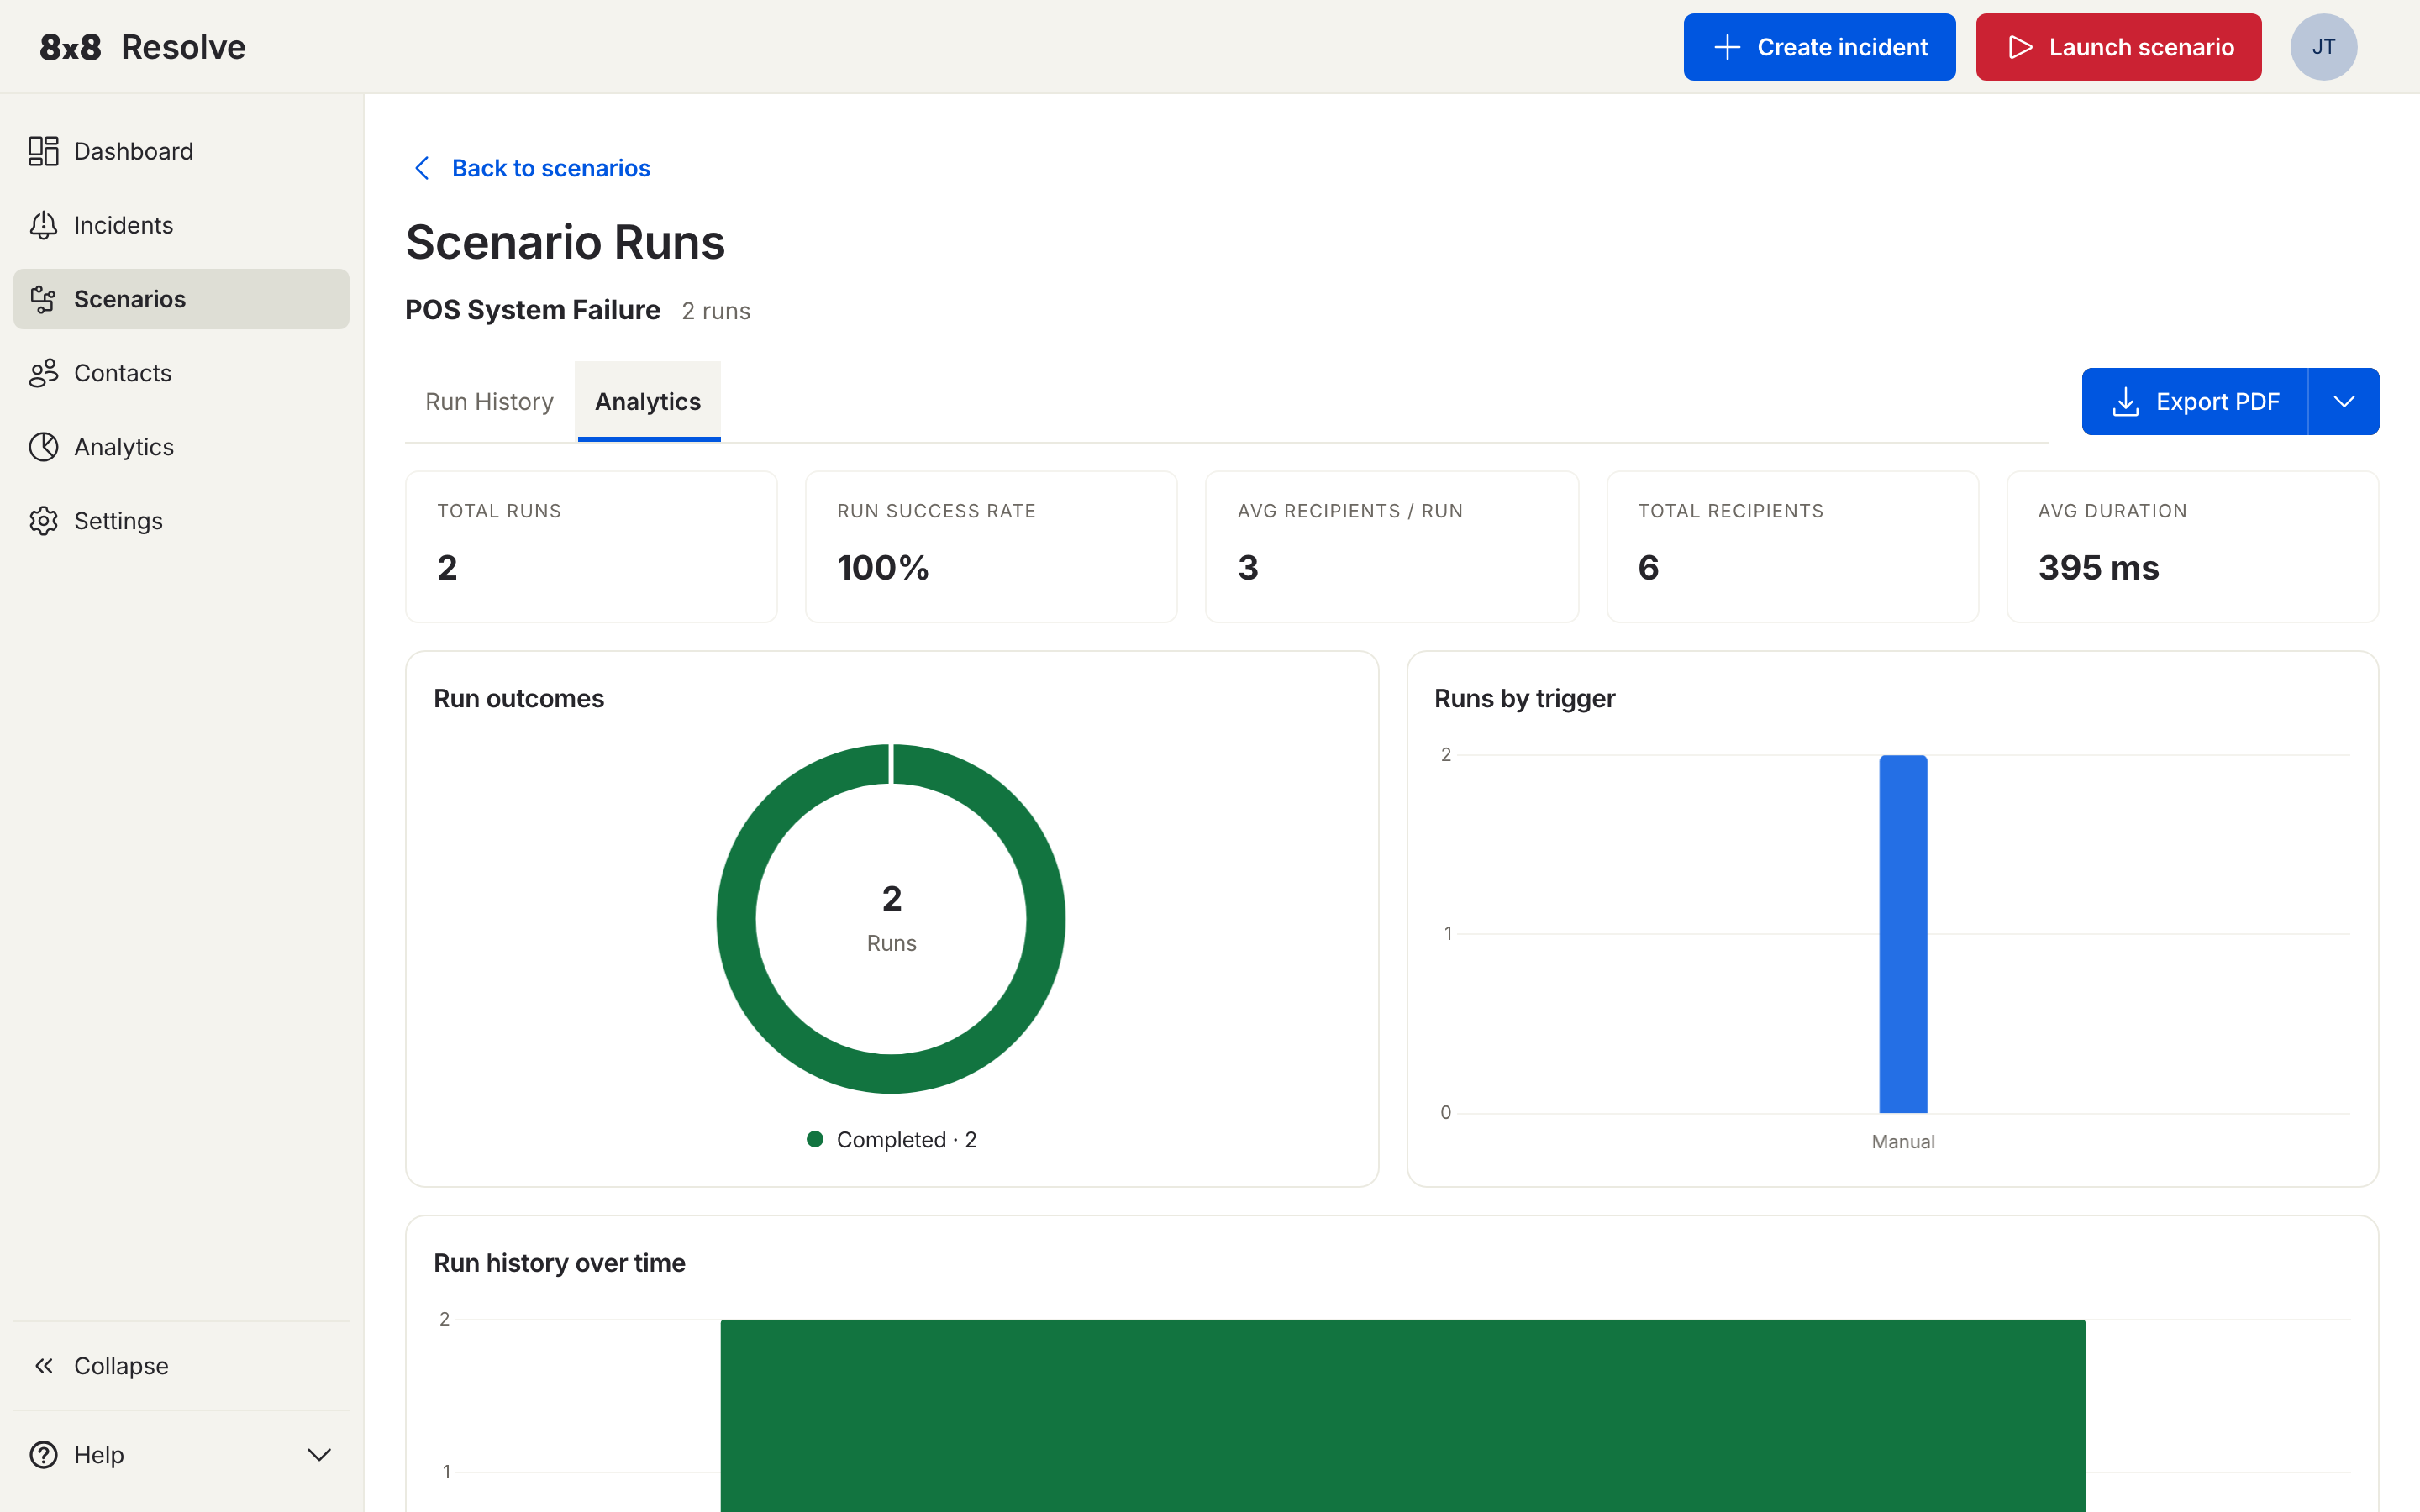 8x8 Resolve
Create incident
Launch scenario
JT
Dashboard
Incidents
Scenarios
Contacts
Analytics
Settings
Collapse
Help
Back to scenarios
Scenario Runs
POS System Failure 2 runs
Run History
Analytics
Export PDF
TOTAL RUNS
2
RUN SUCCESS RATE
100%
AVG RECIPIENTS / RUN
3
TOTAL RECIPIENTS
6
AVG DURATION
395 ms
Run outcomes
2
Runs
Completed · 2
Runs by trigger
2
1
0
Manual
Run history over time
2
1